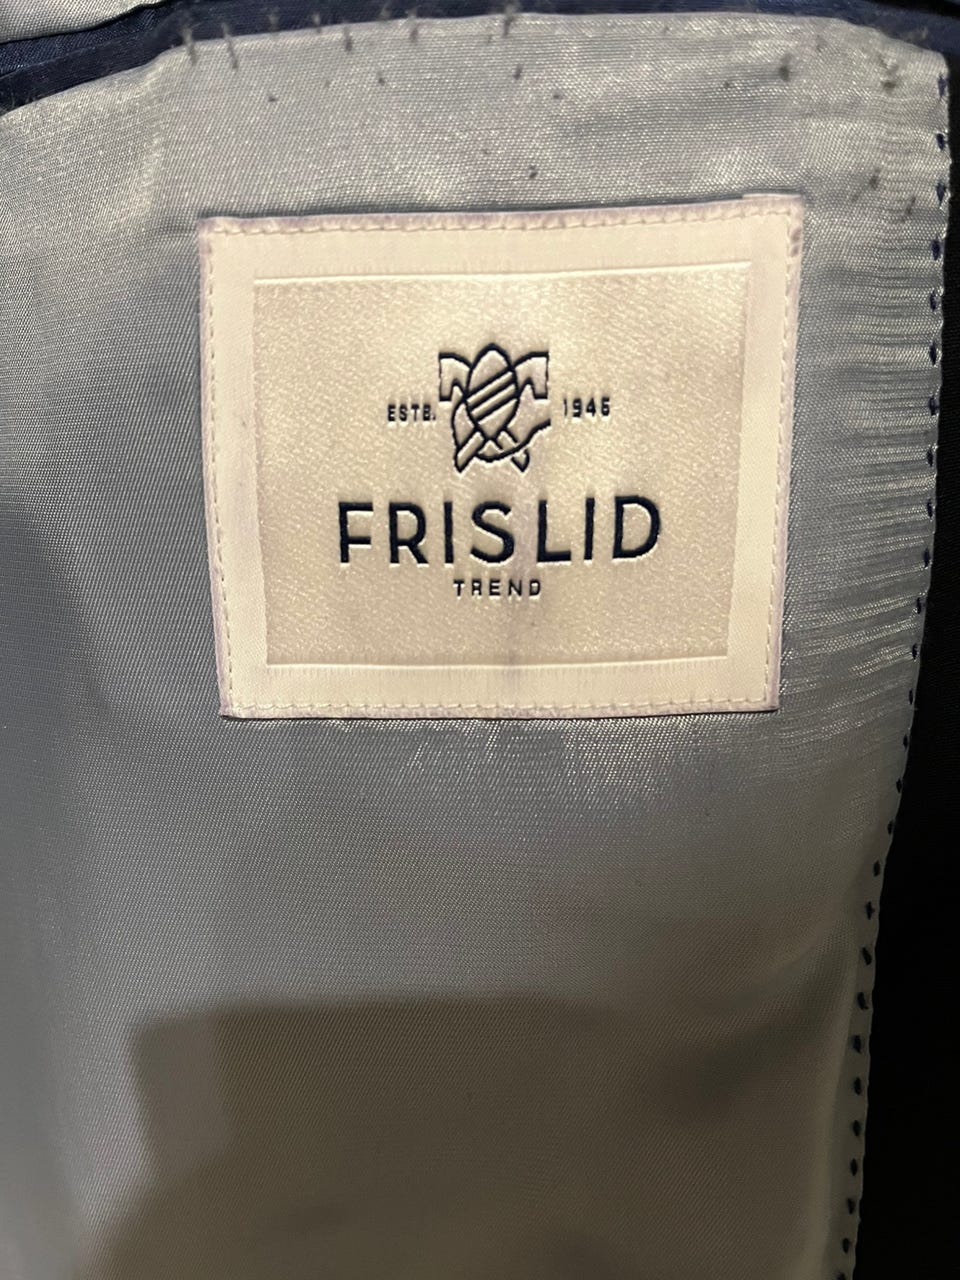 ESTB. 1946
FRISLID
TREND